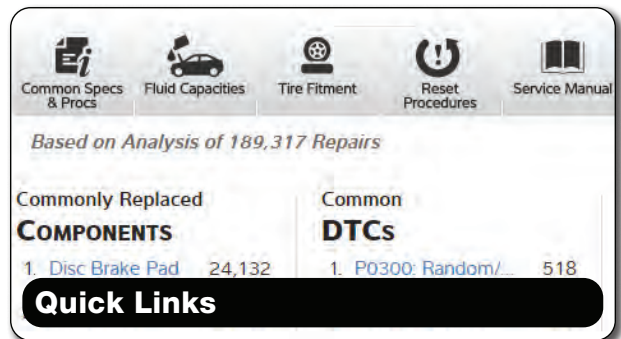 Common Specs & Procs
Fluid Capacities
Tire Fitment
Reset Procedures
Service Manual
Based on Analysis of 189,317 Repairs
Commonly Replaced
COMPONENTS
1. Disc Brake Pad 24,132
Common
DTCs
1. P0300: Random/... 518
Quick Links